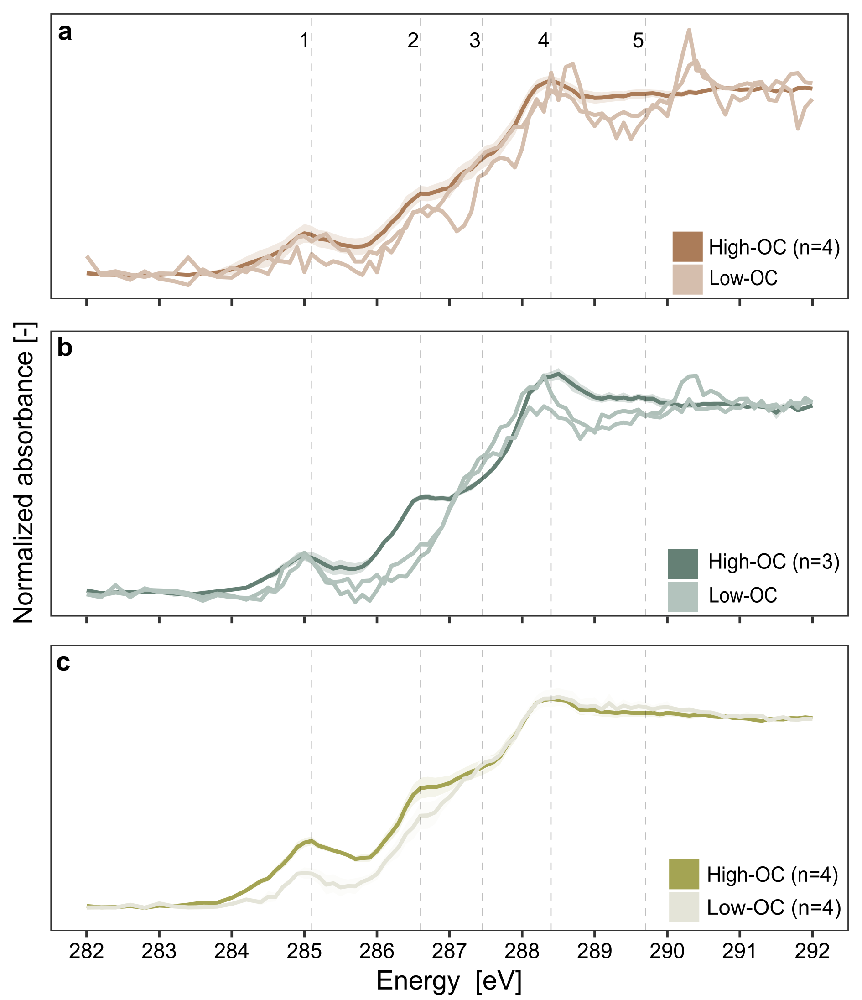 a
1 2 3 4 5
High-OC (n=4)
Low-OC
Normalized absorbance [-]
b
High-OC (n=3)
Low-OC
c
High-OC (n=4)
Low-OC (n=4)
282 283 284 285 286 287 288 289 290 291 292
Energy [eV]